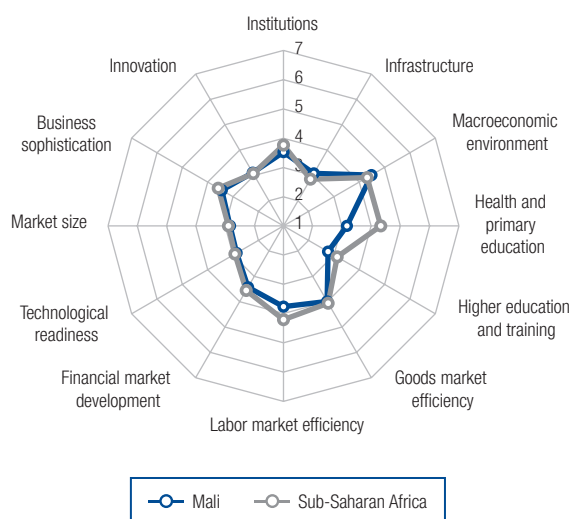 Institutions
Infrastructure
Macroeconomic
environment
Health and
primary
education
Higher education
and training
Goods market
efficiency
Labor market efficiency
Financial market
development
Technological
readiness
Market size
Business
sophistication
Innovation
7
6
5
4
3
2
1
Mali
Sub-Saharan Africa